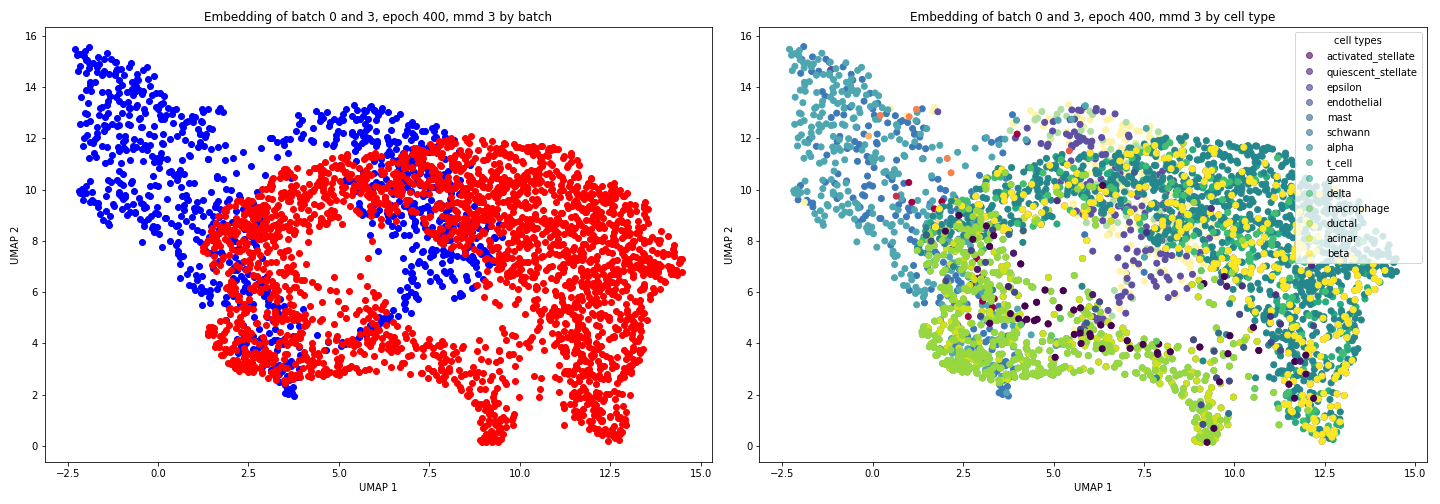 Embedding of batch 0 and 3, epoch 400, mmd 3 by batch
16
14
12
10
8
6
4
2
0
UMAP 2
−2.5
0.0
2.5
5.0
7.5
10.0
12.5
15.0
UMAP 1
Embedding of batch 0 and 3, epoch 400, mmd 3 by cell type
16
14
12
10
8
6
4
2
0
UMAP 2
−2.5
0.0
2.5
5.0
7.5
10.0
12.5
15.0
UMAP 1
cell types
activated_stellate
quiescent_stellate
epsilon
endothelial
mast
schwann
alpha
t_cell
gamma
delta
macrophage
ductal
acinar
beta